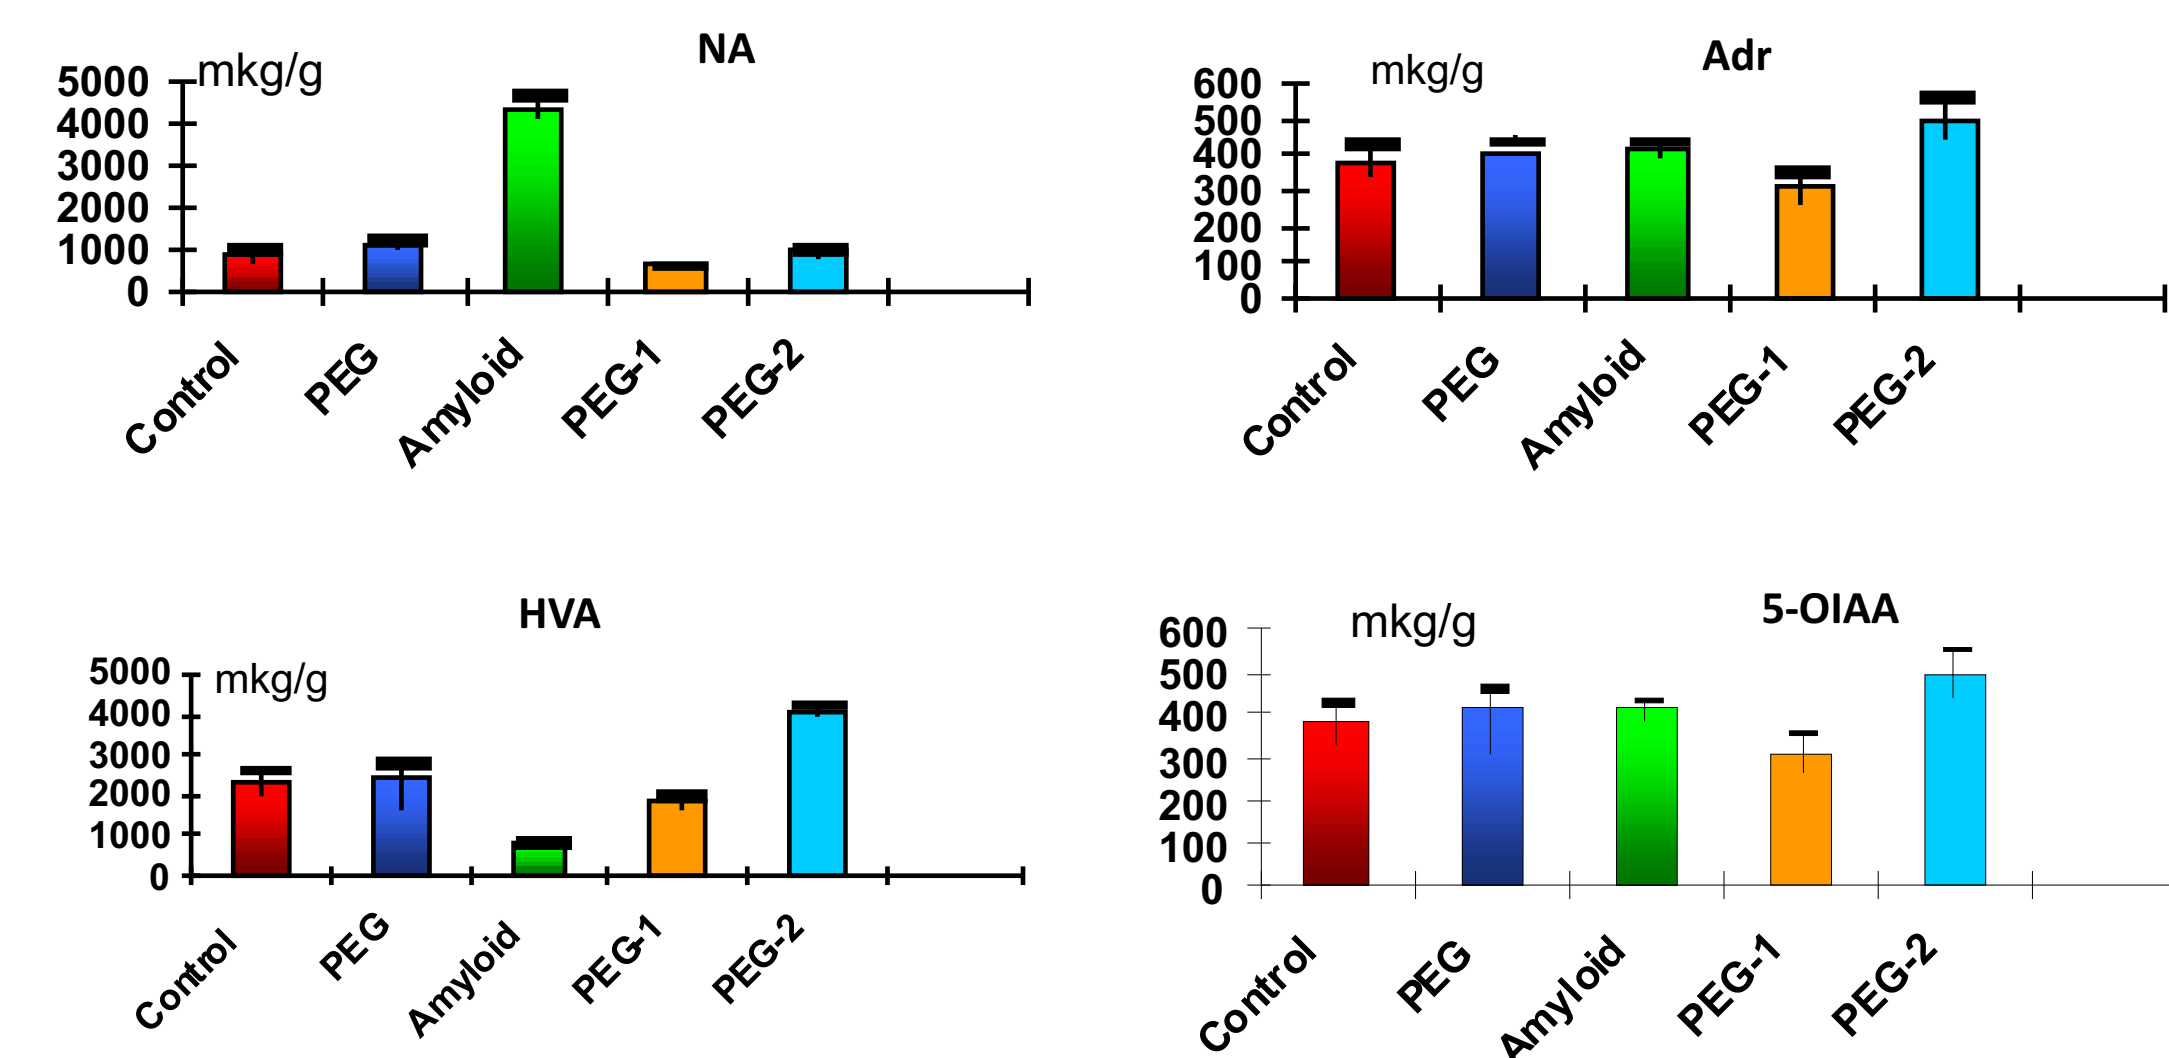 NA
mkg/g
5000
4000
3000
2000
1000
0
Control
PEG
Amyloid
PEG-1
PEG-2
Adr
mkg/g
600
500
400
300
200
100
0
Control
PEG
Amyloid
PEG-1
PEG-2
HVA
mkg/g
5000
4000
3000
2000
1000
0
Control
PEG
Amyloid
PEG-1
PEG-2
5-OIAA
mkg/g
600
500
400
300
200
100
0
Control
PEG
Amyloid
PEG-1
PEG-2